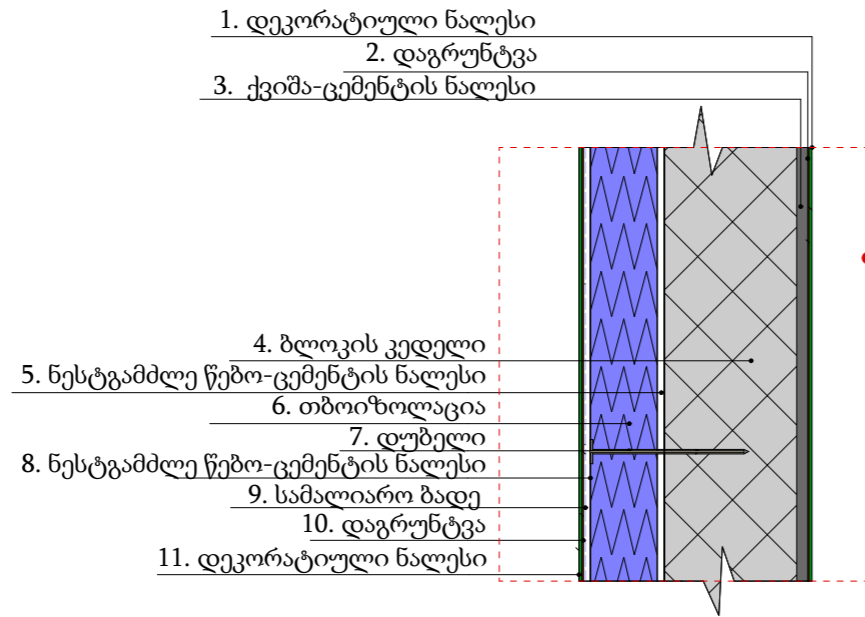 1. დეკორატიული ნალესი
2. დაგრუნტვა
3. ქვიშა-ცემენტის ნალესი
4. ბლოკის კედელი
5. ნესტგამძლე წებო-ცემენტის ნალესი
6. თბოიზოლაცია
7. დუბელი
8. ნესტგამძლე წებო-ცემენტის ნალესი
9. სამალიარო ბადე
10. დაგრუნტვა
11. დეკორატიული ნალესი